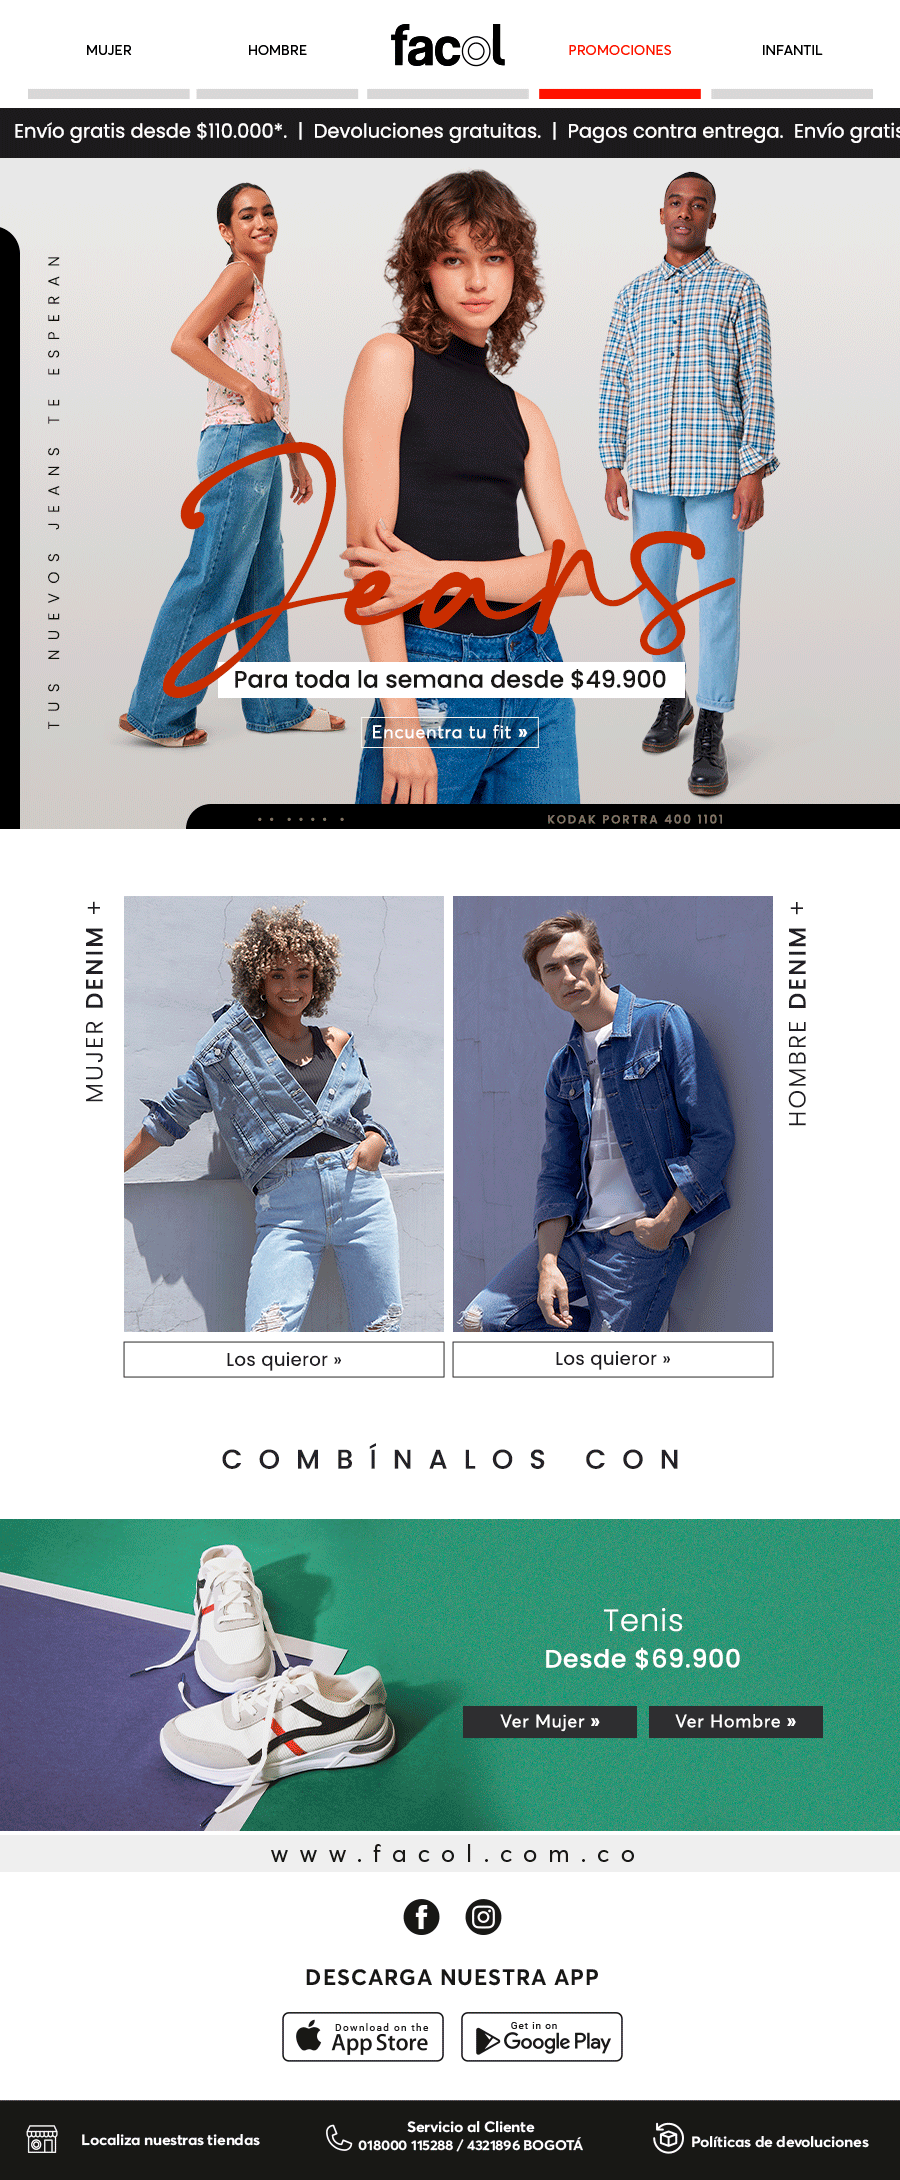 MUJER
HOMBRE
facol
PROMOCIONES
INFANTIL
Envío gratis desde $110.000*. | Devoluciones gratuitas. | Pagos contra entrega. Envío gratis
TUS NUEVOS JEANS TE ESPERAN
Jeans
Para toda la semana desde $49.900
Encuentra tu fit »
KODAK PORTRA 400 1101
MUJER DENIM +
HOMBRE DENIM +
Los quieror »
Los quieror »
COMBÍNALOS CON
Tenis
Desde $69.900
Ver Mujer »
Ver Hombre »
www.facol.com.co
DESCARGA NUESTRA APP
Download on the
App Store
Get in on
Google Play
Localiza nuestras tiendas
Servicio al Cliente
018000 115288 / 4321896 BOGOTÁ
Políticas de devoluciones